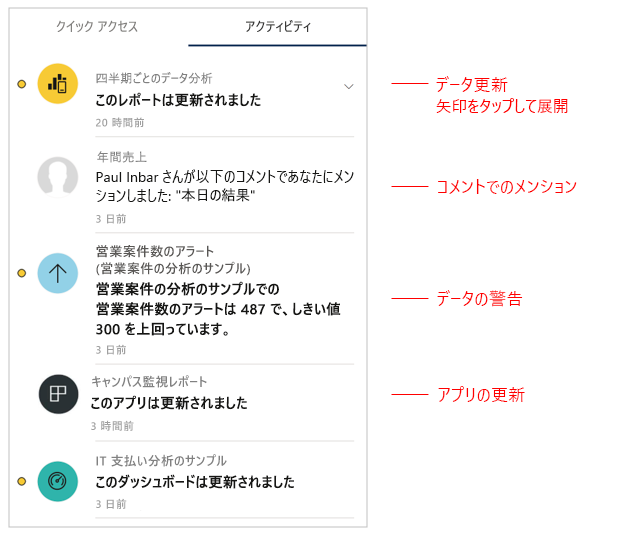 クイック アクセス
アクティビティ
四半期ごとのデータ分析
このレポートは更新されました
20 時間前
データ更新
矢印をタップして展開
年間売上
Paul Inbar さんが以下のコメントであなたにメン
ションしました: "本日の結果"
3 日前
コメントでのメンション
営業案件数のアラート
(営業案件の分析のサンプル)
営業案件の分析のサンプルでの
営業案件数のアラートは 487 で、しきい値
300 を上回っています。
3 日前
データの警告
キャンパス監視レポート
このアプリは更新されました
3 時間前
アプリの更新
IT 支払い分析のサンプル
このダッシュボードは更新されました
3 日前